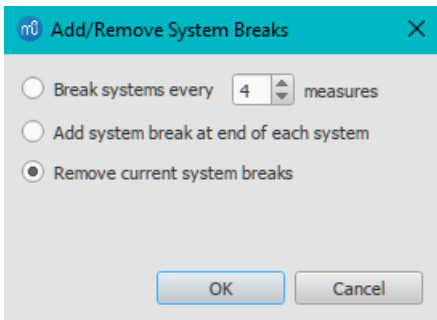 Add/Remove System Breaks
Break systems every 4 measures
Add system break at end of each system
Remove current system breaks
OK Cancel